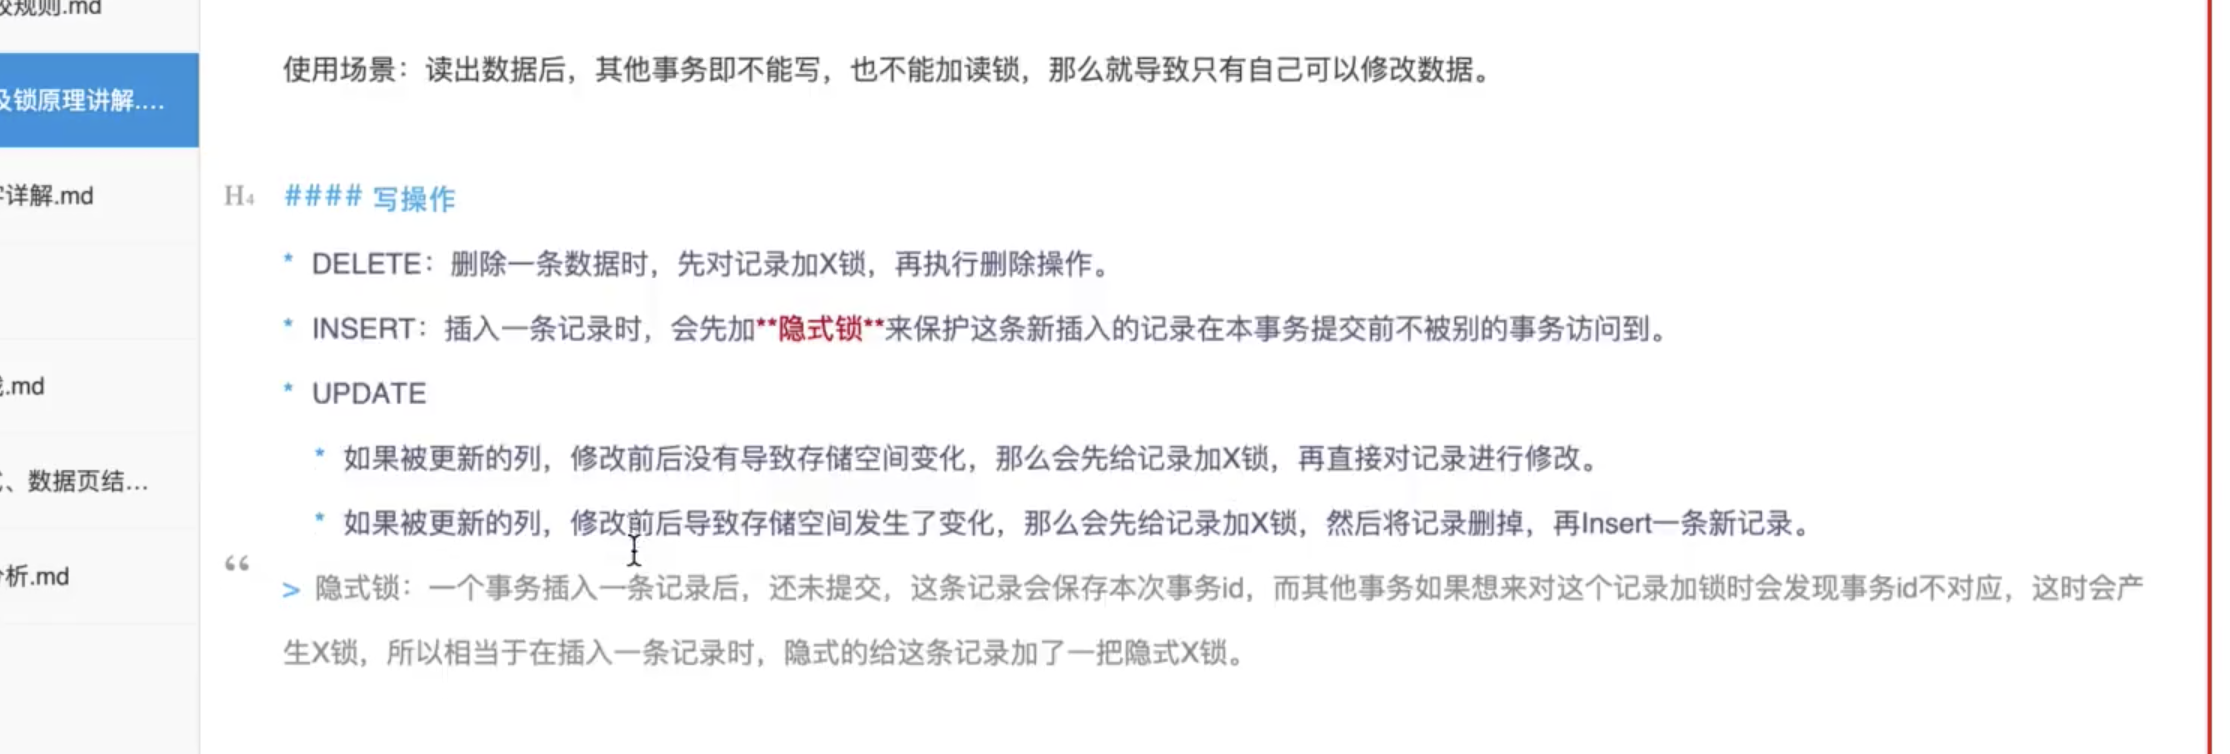 规则.md
使用场景：读出数据后，其他事务即不能写，也不能加读锁，那么就导致只有自己可以修改数据。
及锁原理讲解....
详解.md
H4 #### 写操作
* DELETE：删除一条数据时，先对记录加X锁，再执行删除操作。
* INSERT：插入一条记录时，会先加**隐式锁**来保护这条新插入的记录在本事务提交前不被别的事务访问到。
* UPDATE
.md
* 如果被更新的列，修改前后没有导致存储空间变化，那么会先给记录加X锁，再直接对记录进行修改。
、数据页结...
* 如果被更新的列，修改前后导致存储空间发生了变化，那么会先给记录加X锁，然后将记录删掉，再Insert一条新记录。
析.md
“
> 隐式锁：一个事务插入一条记录后，还未提交，这条记录会保存本次事务id，而其他事务如果想来对这个记录加锁时会发现事务id不对应，这时会产
生X锁，所以相当于在插入一条记录时，隐式的给这条记录加了一把隐式X锁。